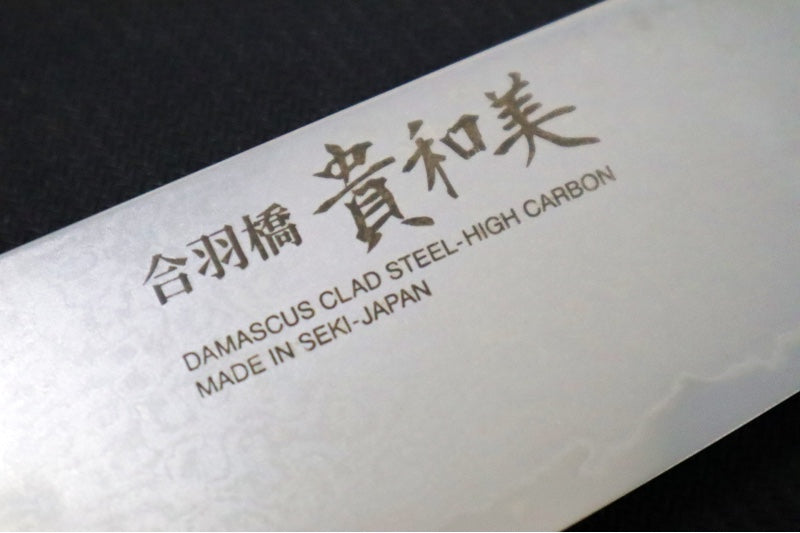 合羽橋 貴和美
DAMASCUS CLAD STEEL-HIGH CARBON
MADE IN SEKI-JAPAN